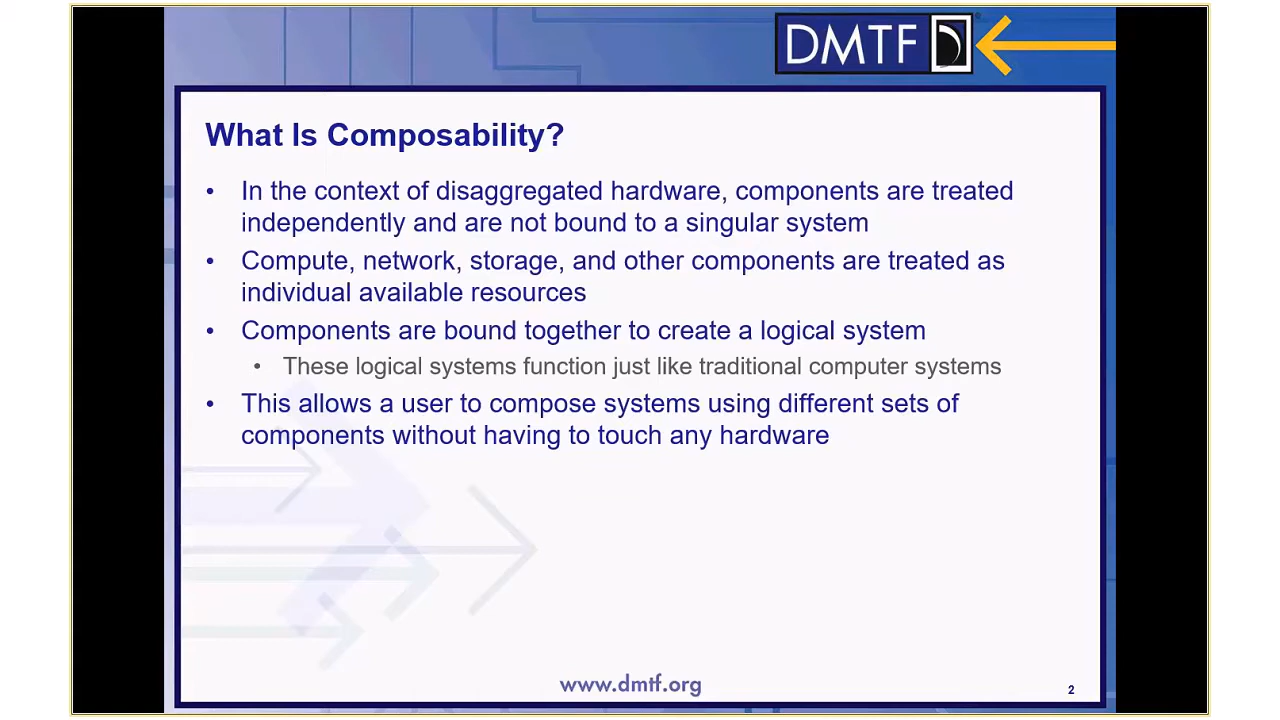 DMTF
What Is Composability?
• In the context of disaggregated hardware, components are treated
independently and are not bound to a singular system
• Compute, network, storage, and other components are treated as
individual available resources
• Components are bound together to create a logical system
• These logical systems function just like traditional computer systems
• This allows a user to compose systems using different sets of
components without having to touch any hardware
www.dmtf.org
2